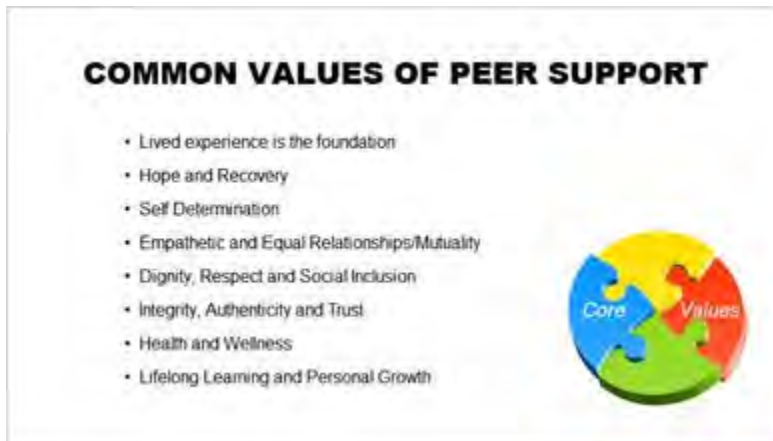 COMMON VALUES OF PEER SUPPORT
• Lived experience is the foundation
• Hope and Recovery
• Self Determination
• Empathetic and Equal Relationships/Mutuality
• Dignity, Respect and Social Inclusion
• Integrity, Authenticity and Trust
• Health and Wellness
• Lifelong Learning and Personal Growth
Core Values